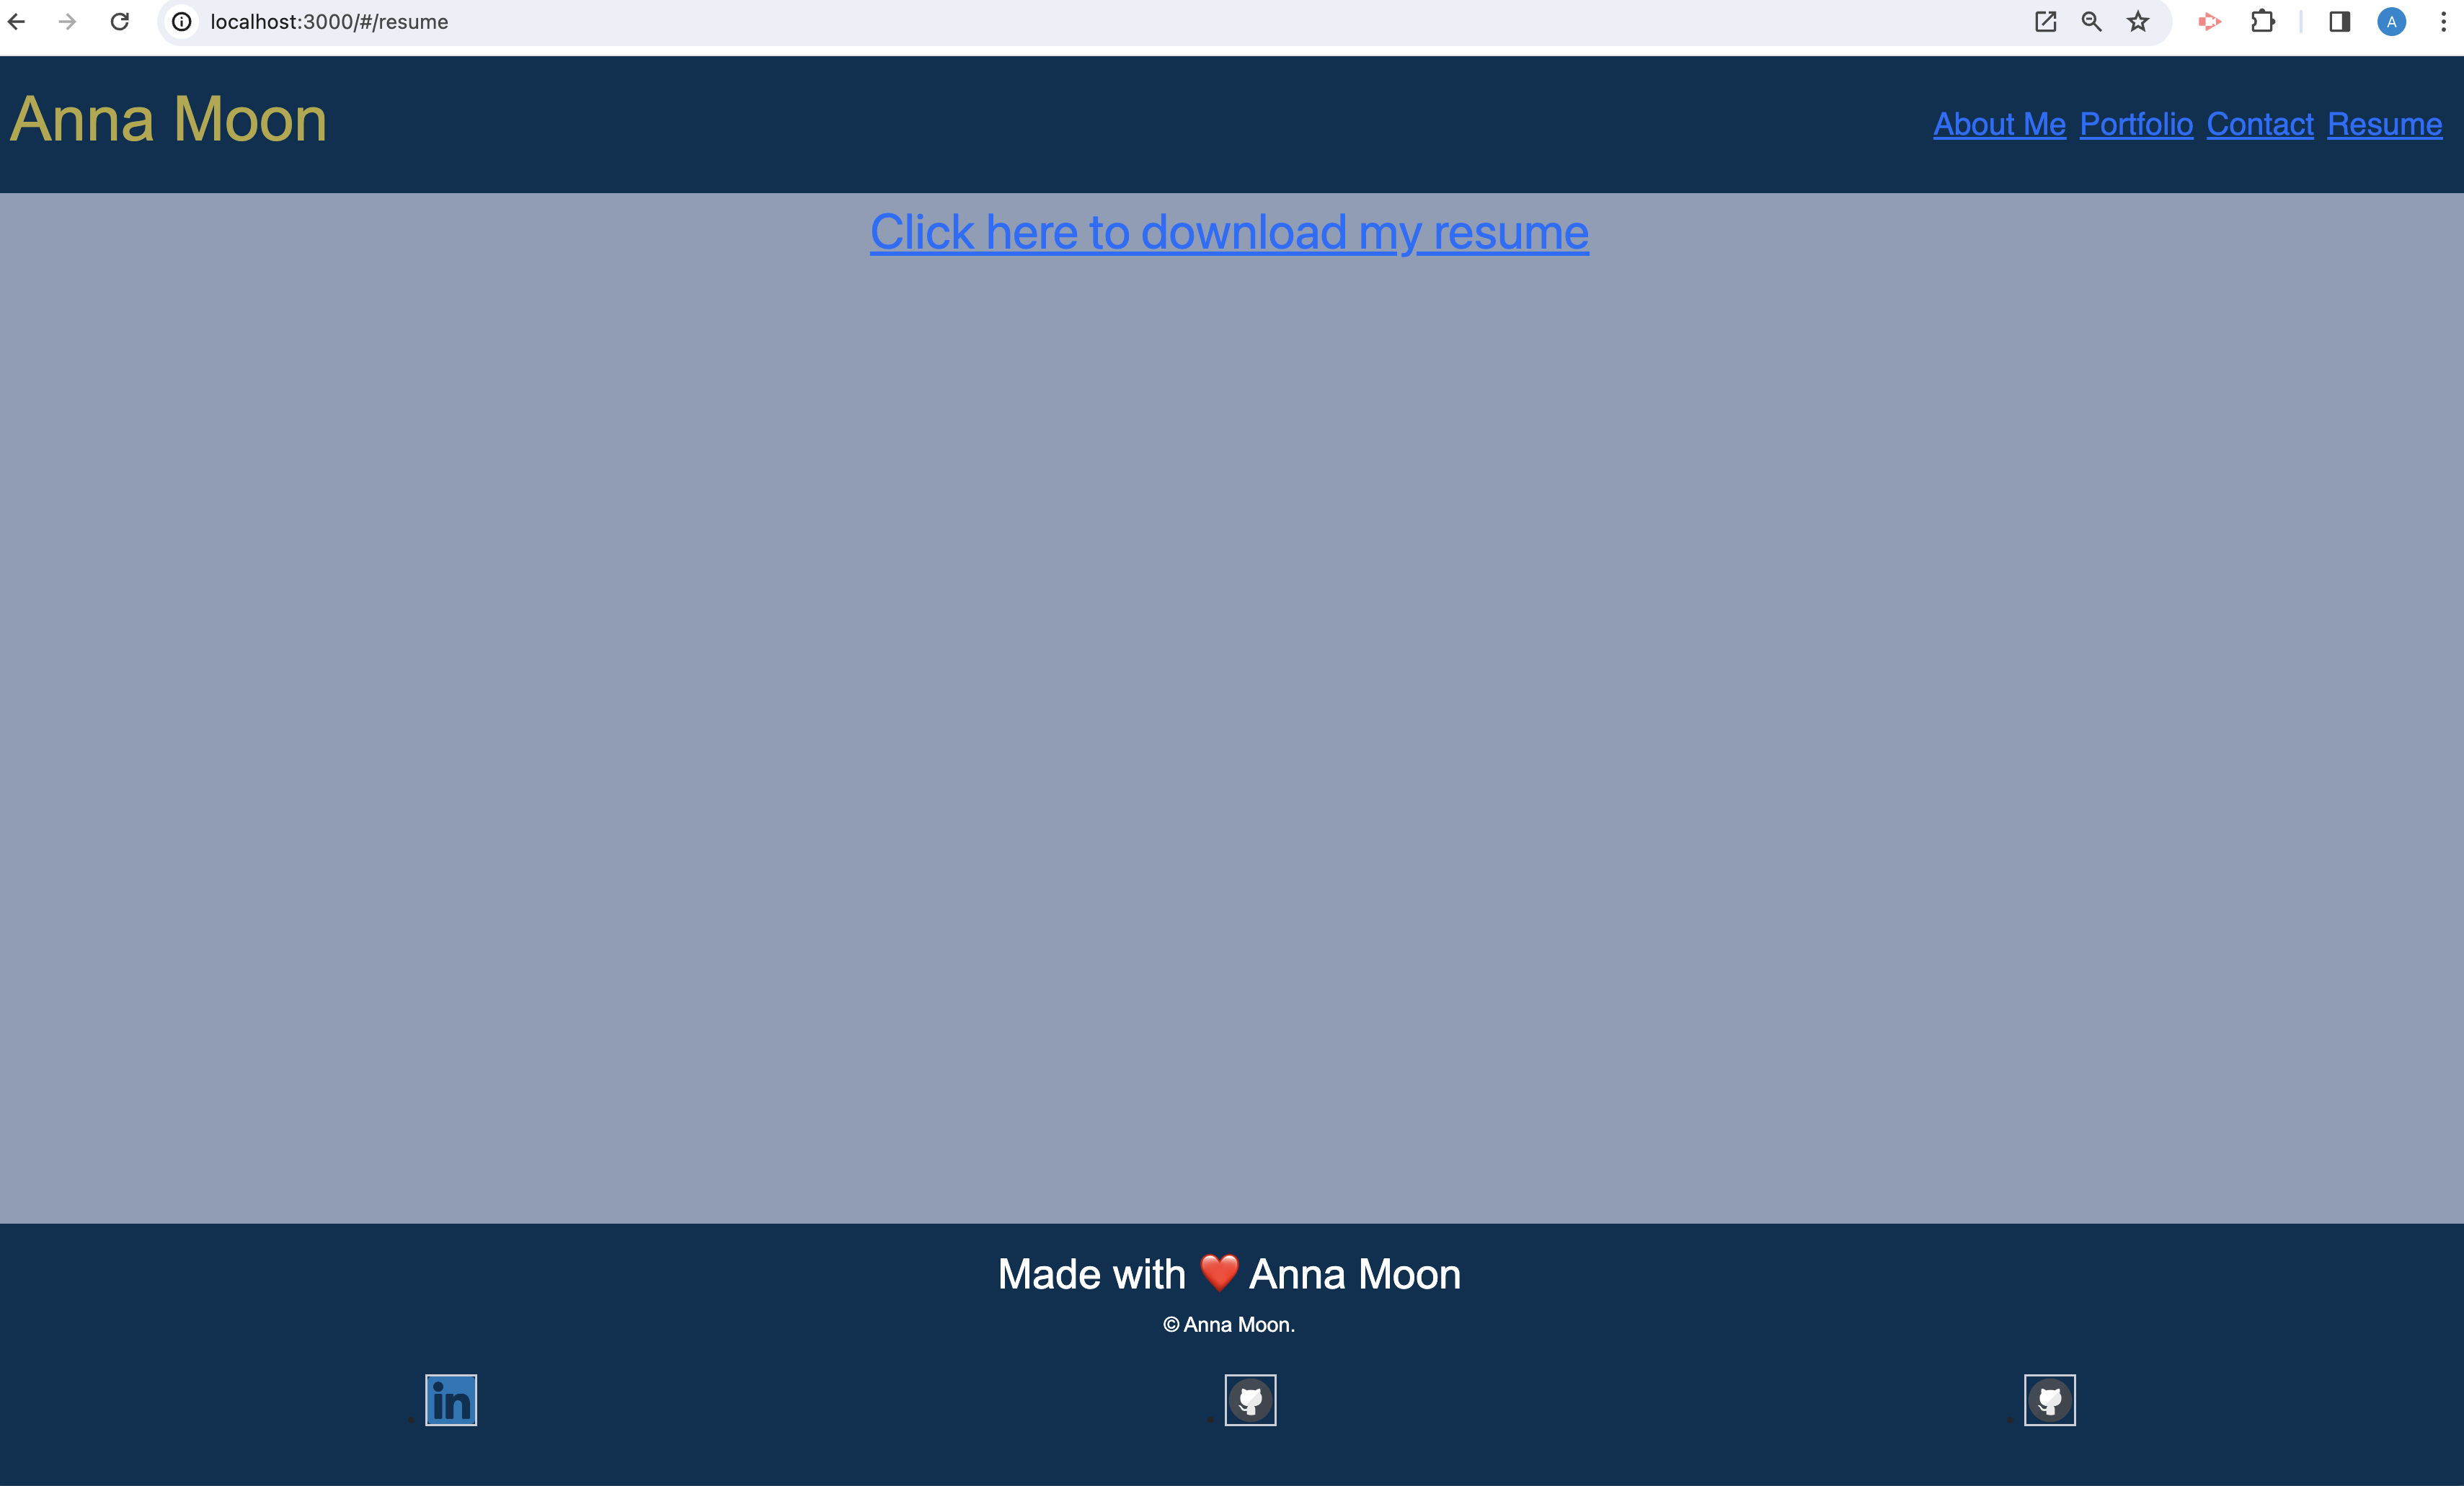 localhost:3000/#/resume
A
Anna Moon
About Me Portfolio Contact Resume
Click here to download my resume
Made with ❤️ Anna Moon
© Anna Moon.
in